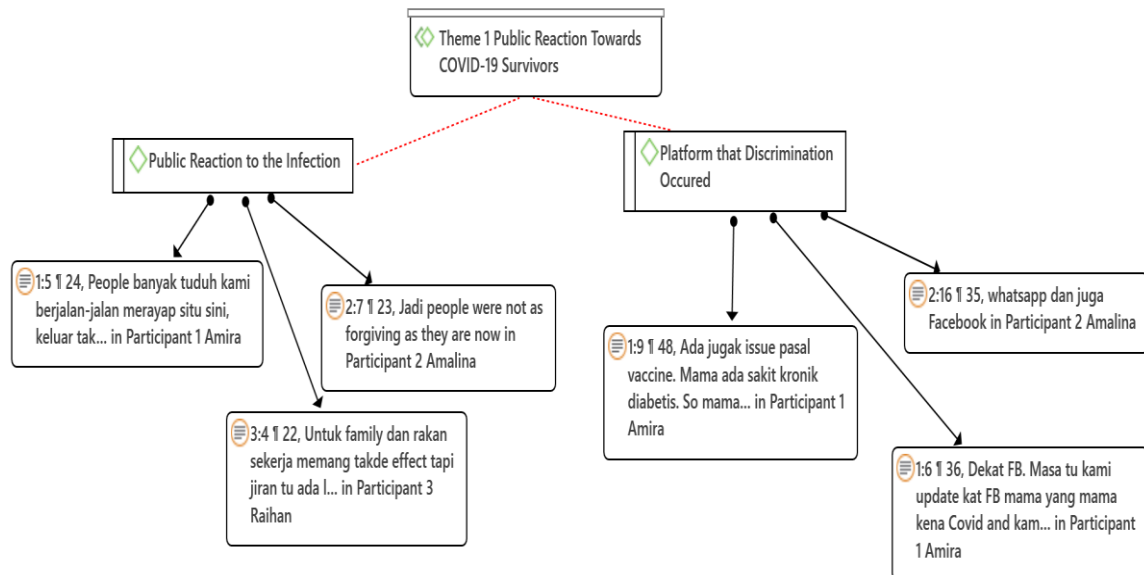 Theme 1 Public Reaction Towards
COVID-19 Survivors
Public Reaction to the Infection
Platform that Discrimination
Occured
1:5 ¶ 24, People banyak tuduh kami
berjalan-jalan merayap situ sini,
keluar tak... in Participant 1 Amira
2:7 ¶ 23, Jadi people were not as
forgiving as they are now in
Participant 2 Amalina
3:4 ¶ 22, Untuk family dan rakan
sekerja memang takde effect tapi
jiran tu ada l... in Participant 3
Raihan
1:9 ¶ 48, Ada jugak issue pasal
vaccine. Mama ada sakit kronik
diabetis. So mama... in Participant 1
Amira
2:16 ¶ 35, whatsapp dan juga
Facebook in Participant 2 Amalina
1:6 ¶ 36, Dekat FB. Masa tu kami
update kat FB mama yang mama
kena Covid and kam... in Participant
1 Amira